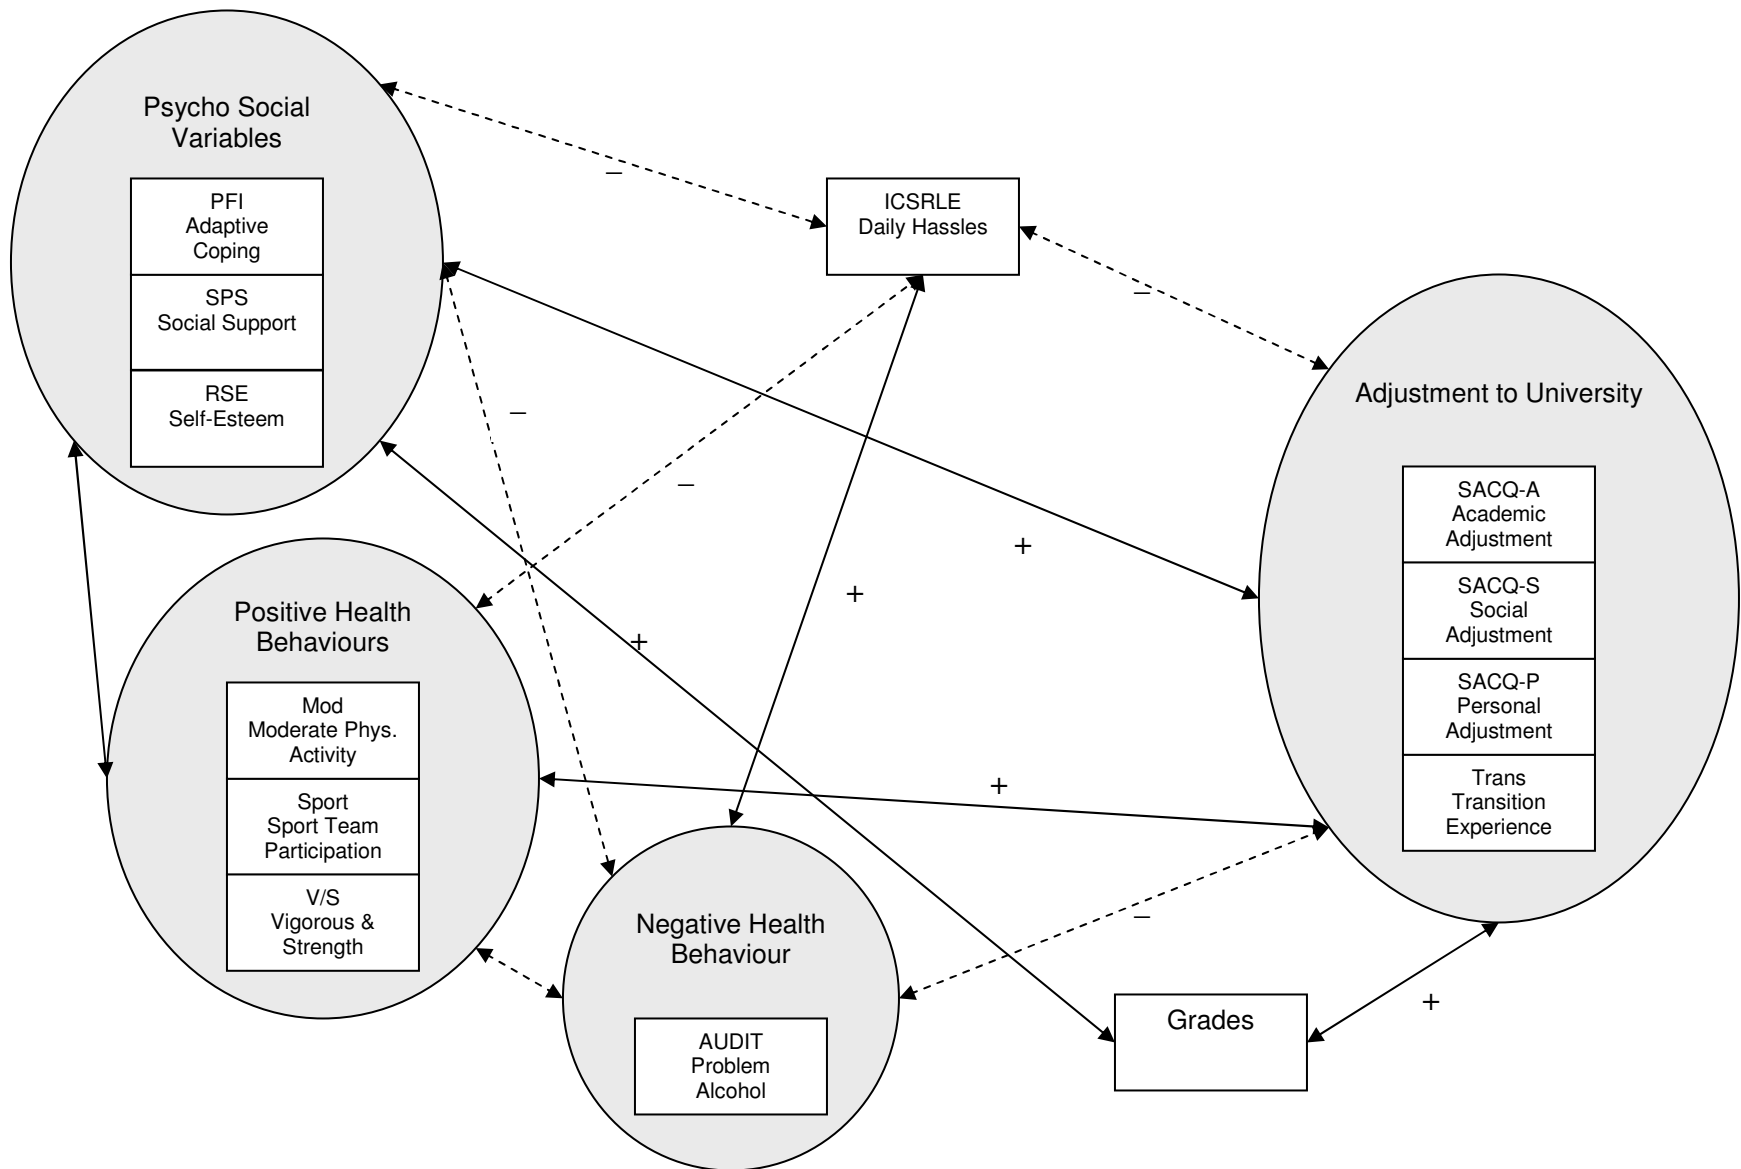 Psycho Social
Variables
PFI
Adaptive
Coping
SPS
Social Support
RSE
Self-Esteem
–
ICSRLE
Daily Hassles
–
Adjustment to University
SACQ-A
Academic
Adjustment
SACQ-S
Social
Adjustment
SACQ-P
Personal
Adjustment
Trans
Transition
Experience
–
–
+
+
+
Positive Health
Behaviours
Mod
Moderate Phys.
Activity
Sport
Sport Team
Participation
V/S
Vigorous &
Strength
+
Negative Health
Behaviour
AUDIT
Problem
Alcohol
–
Grades
+